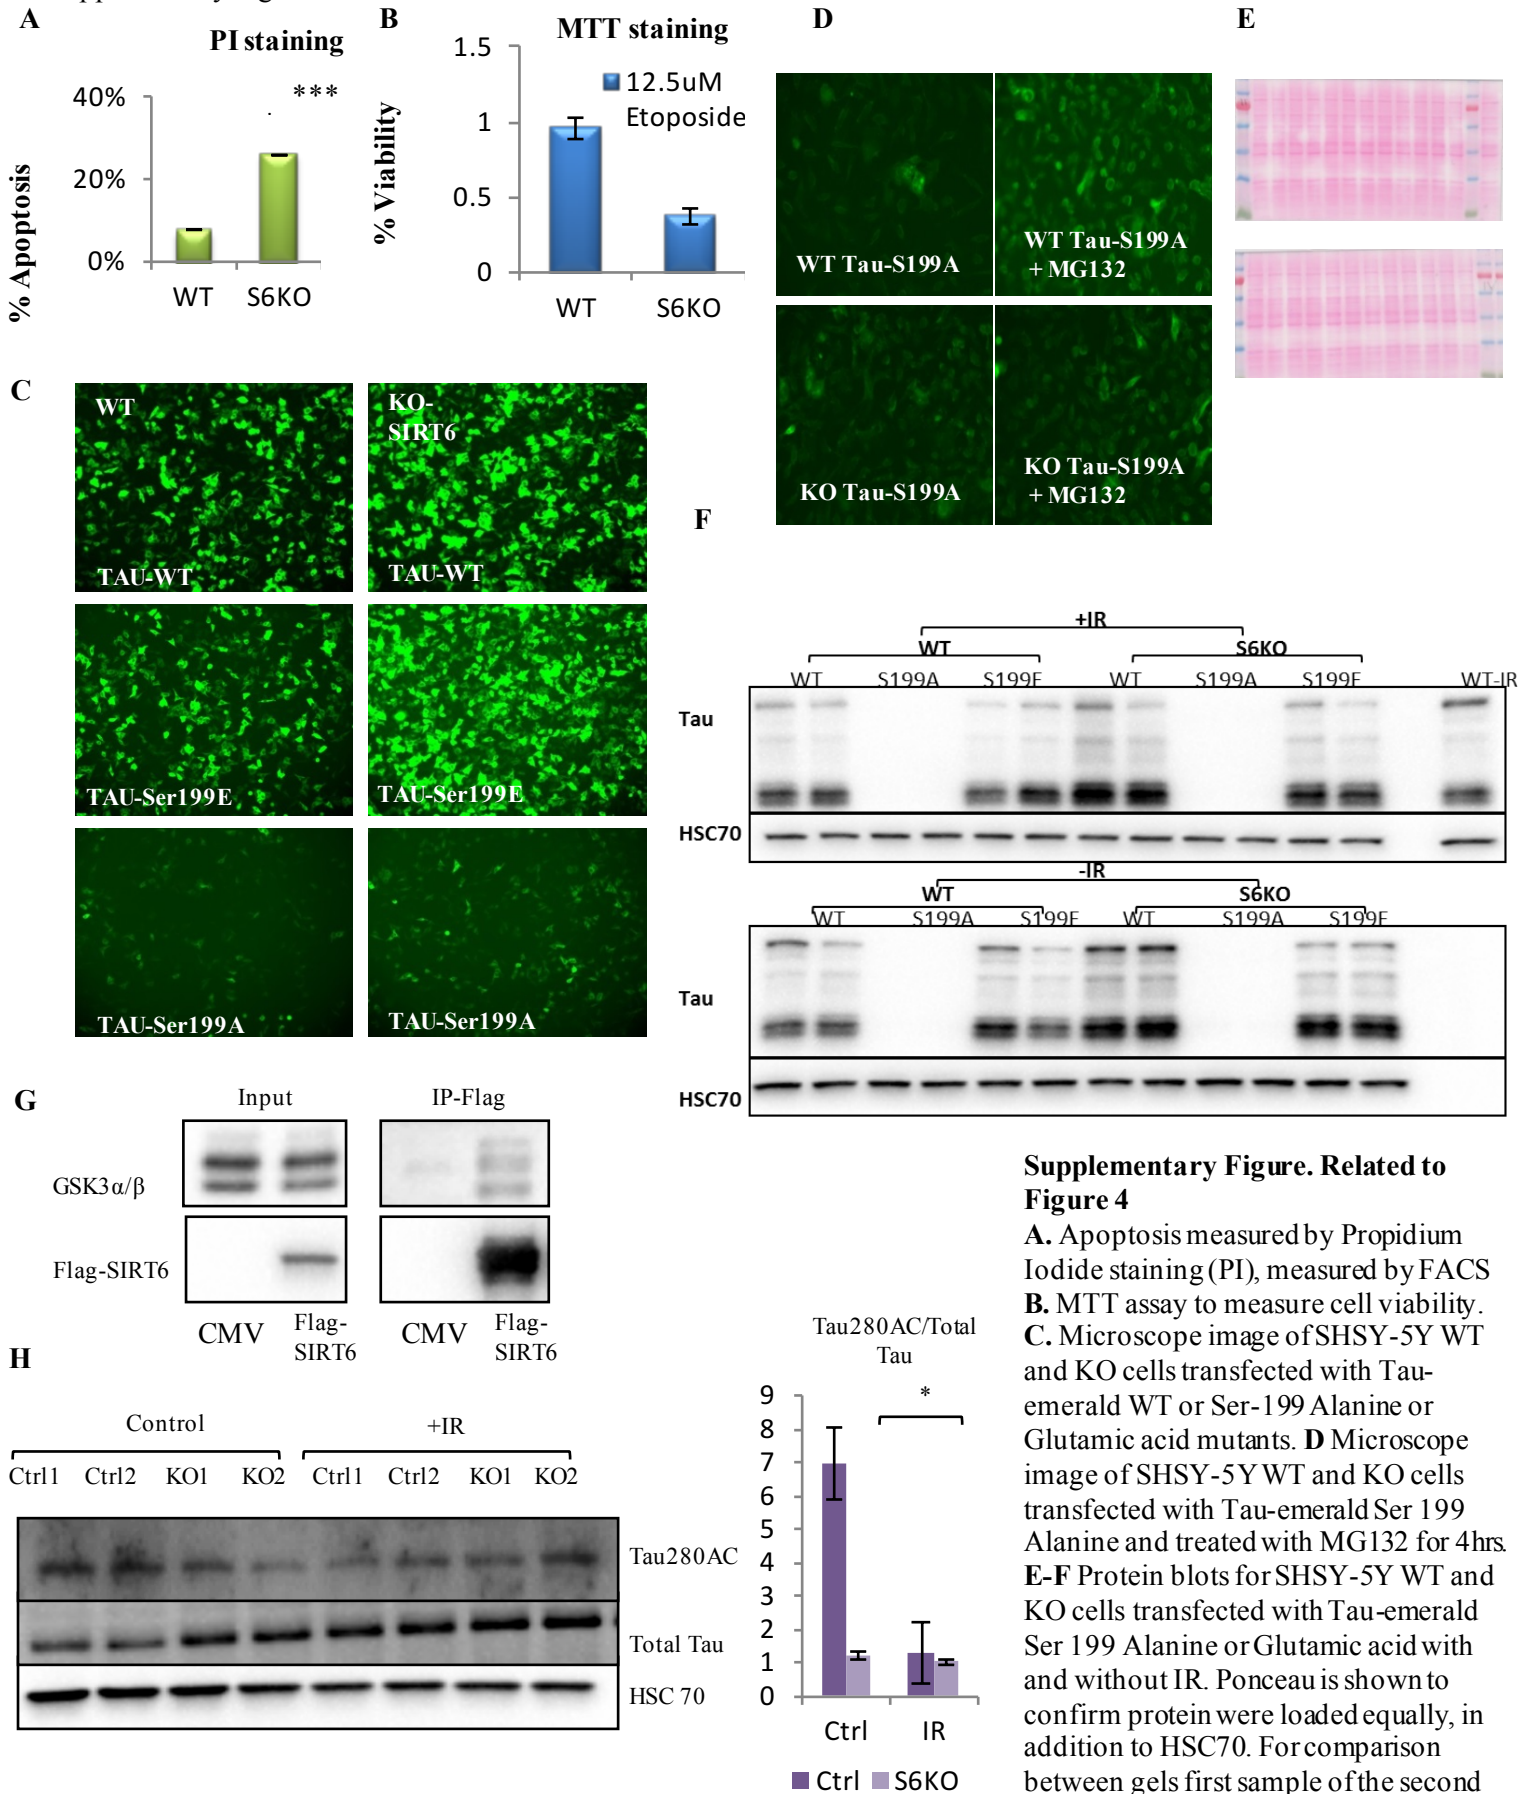 A
PI staining
***
40%
20%
0%
% Apoptosis
WT S6KO
B
MTT staining
1.5
1
0.5
0
% Viability
12.5uM
Etoposide
WT S6KO
C
WT
TAU-WT
KO-
SIRT6
TAU-WT
TAU-Ser199E
TAU-Ser199E
TAU-Ser199A
TAU-Ser199A
D
WT Tau-S199A
WT Tau-S199A
+ MG132
KO Tau-S199A
KO Tau-S199A
+ MG132
E
F
+IR
WT S6KO
WT S199A S199E WT S199A S199E WT-IR
Tau
HSC70
-IR
WT S6KO
WT S199A S199E WT S199A S199E
Tau
HSC70
G
Input IP-Flag
GSK3α/β
Flag-SIRT6
CMV Flag-
SIRT6
CMV Flag-
SIRT6
H
Control +IR
Ctrl1 Ctrl2 KO1 KO2 Ctrl1 Ctrl2 KO1 KO2
Tau280AC
Total Tau
HSC 70
Tau280AC/Total
Tau
*
9
8
7
6
5
4
3
2
1
0
Ctrl IR
Ctrl S6KO
Supplementary Figure. Related to
Figure 4
A. Apoptosis measured by Propidium
Iodide staining (PI), measured by FACS
B. MTT assay to measure cell viability.
C. Microscope image of SHSY-5Y WT
and KO cells transfected with Tau-
emerald WT or Ser-199 Alanine or
Glutamic acid mutants. D Microscope
image of SHSY-5Y WT and KO cells
transfected with Tau-emerald Ser 199
Alanine and treated with MG132 for 4hrs.
E-F Protein blots for SHSY-5Y WT and
KO cells transfected with Tau-emerald
Ser 199 Alanine or Glutamic acid with
and without IR. Ponceau is shown to
confirm protein were loaded equally, in
addition to HSC70. For comparison
between gels first sample of the second